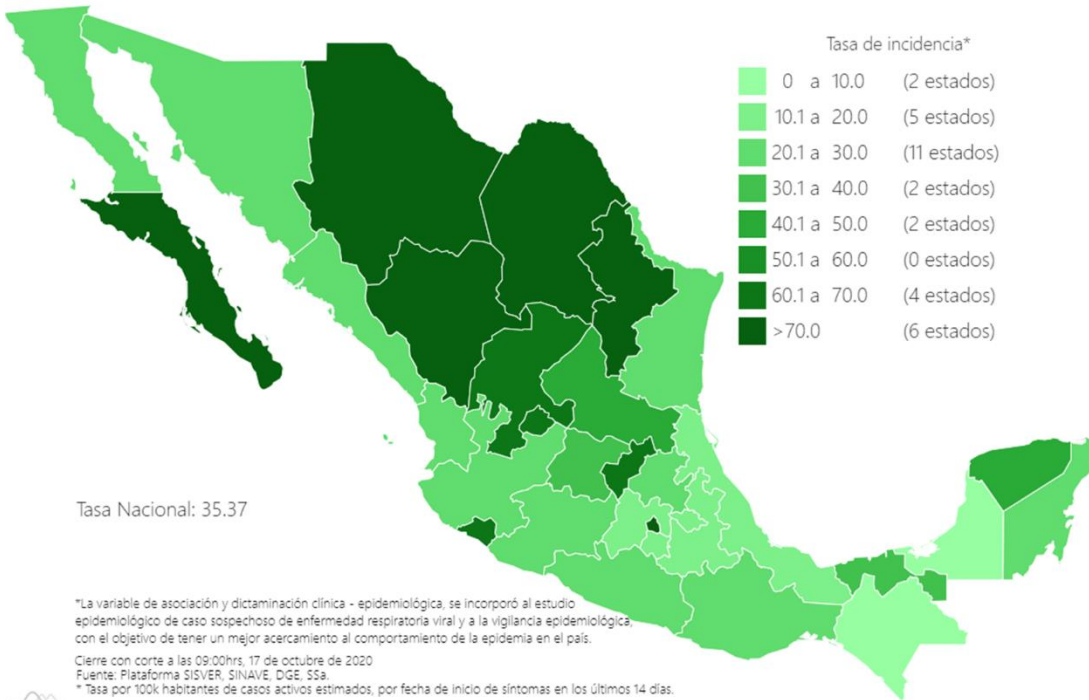 Tasa de incidencia*
0 a 10.0 (2 estados)
10.1 a 20.0 (5 estados)
20.1 a 30.0 (11 estados)
30.1 a 40.0 (2 estados)
40.1 a 50.0 (2 estados)
50.1 a 60.0 (0 estados)
60.1 a 70.0 (4 estados)
>70.0 (6 estados)
Tasa Nacional: 35.37
*La variable de asociación y dictaminación clínica - epidemiológica, se incorporó al estudio
epidemiológico de caso sospechoso de enfermedad respiratoria viral y a la vigilancia epidemiológica,
con el objetivo de tener un mejor acercamiento al comportamiento de la epidemia en el país.
Cierre con corte a las 09:00hrs, 17 de octubre de 2020
Fuente: Plataforma SISVER, SINAVE, DGE, SSa.
* Tasa por 100k habitantes de casos activos estimados, por fecha de inicio de síntomas en los últimos 14 días.